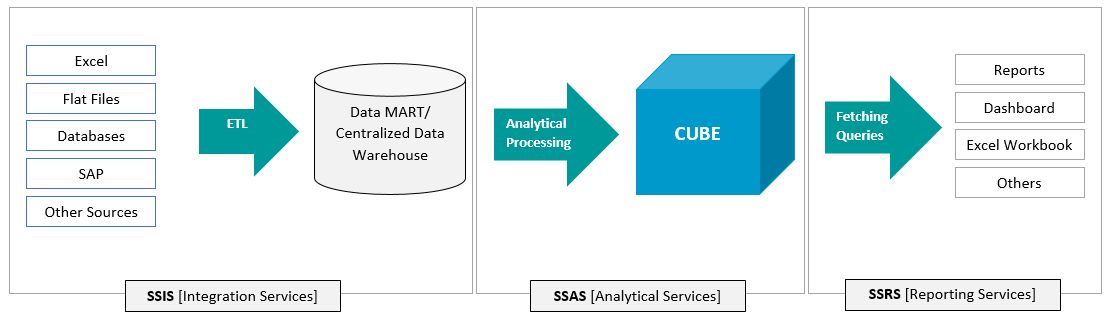 Excel
Flat Files
Databases
SAP
Other Sources
ETL
Data MART/
Centralized Data
Warehouse
SSIS [Integration Services]
Analytical
Processing
CUBE
SSAS [Analytical Services]
Fetching
Queries
Reports
Dashboard
Excel Workbook
Others
SSRS [Reporting Services]